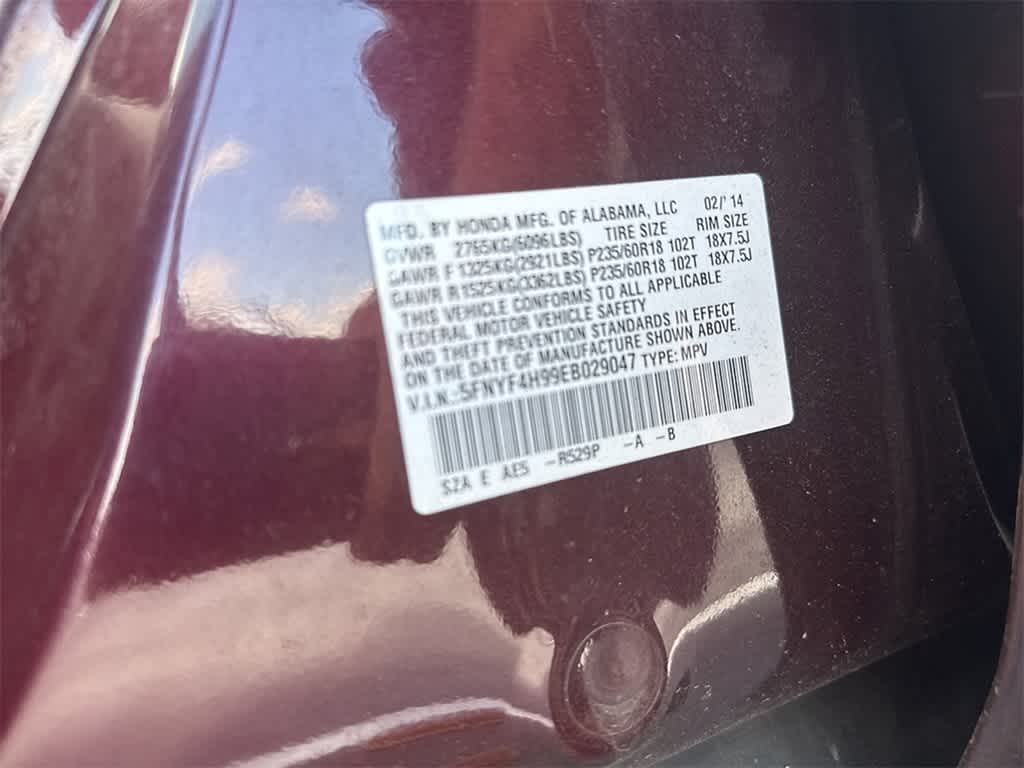 MFD. BY HONDA MFG. OF ALABAMA, LLC 02/' 14
GVWR 2765KG(6096LBS) TIRE SIZE RIM SIZE
GAWR F 1325KG(2921LBS) P235/60R18 102T 18X7.5J
GAWR R 1525KG(3362LBS) P235/60R18 102T 18X7.5J
THIS VEHICLE CONFORMS TO ALL APPLICABLE
FEDERAL MOTOR VEHICLE SAFETY
AND THEFT PREVENTION STANDARDS IN EFFECT
ON THE DATE OF MANUFACTURE SHOWN ABOVE.
V.I.N.:5FNYF4H99EB029047 TYPE: MPV
SZA E AE5 -R529P -A -B